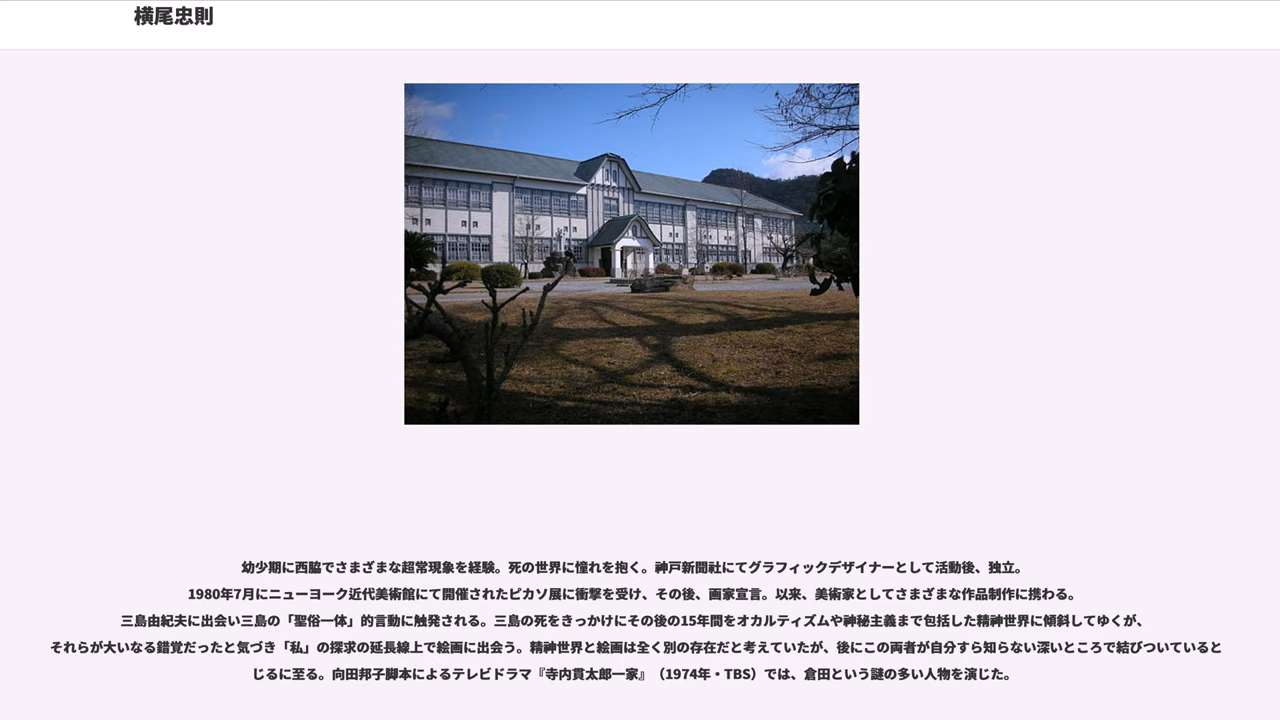 横尾忠則
幼少期に西脇でさまざまな超常現象を経験。死の世界に憧れを抱く。神戸新聞社にてグラフィックデザイナーとして活動後、独立。
1980年7月にニューヨーク近代美術館にて開催されたピカソ展に衝撃を受け、その後、画家宣言。以来、美術家としてさまざまな作品制作に携わる。
三島由紀夫に出会い三島の「聖俗一体」的言動に触発される。三島の死をきっかけにその後の15年間をオカルティズムや神秘主義まで包括した精神世界に傾斜してゆくが、
それらが大いなる錯覚だったと気づき「私」の探求の延長線上で絵画に出会う。精神世界と絵画は全く別の存在だと考えていたが、後にこの両者が自分すら知らない深いところで結びついていると
じるに至る。向田邦子脚本によるテレビドラマ『寺内貫太郎一家』（1974年・TBS）では、倉田という謎の多い人物を演じた。